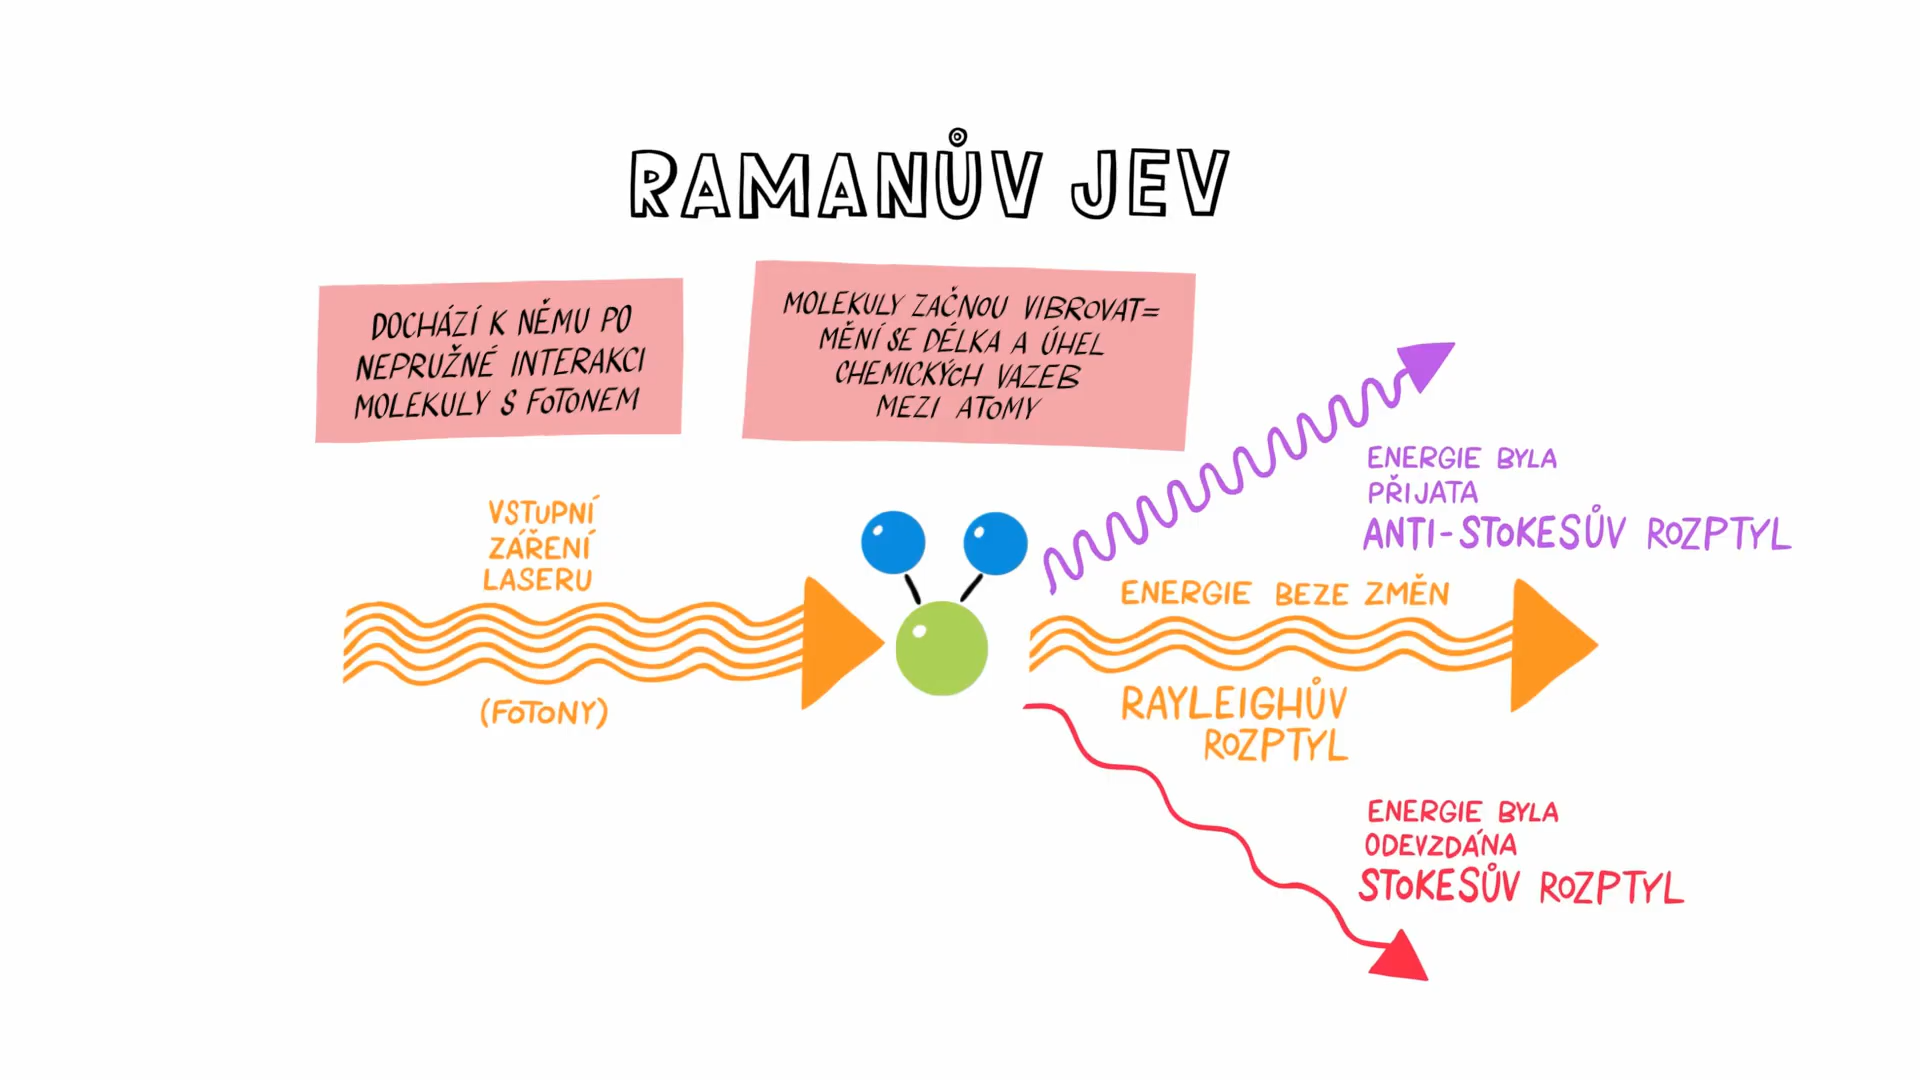 RAMANŮV JEV
DOCHÁZÍ K NĚMU PO
NEPRUŽNÉ INTERAKCI
MOLEKULY S FOTONEM
MOLEKULY ZAČNOU VIBROVAT=
MĚNÍ SE DÉLKA A ÚHEL
CHEMICKÝCH VAZEB
MEZI ATOMY
VSTUPNÍ
ZÁŘENÍ
LASERU
(FOTONY)
ENERGIE BYLA
PŘIJATA
ANTI-STOKESŮV ROZPTYL
ENERGIE BEZE ZMĚN
RAYLEIGHŮV
ROZPTYL
ENERGIE BYLA
ODEVZDÁNA
STOKESŮV ROZPTYL